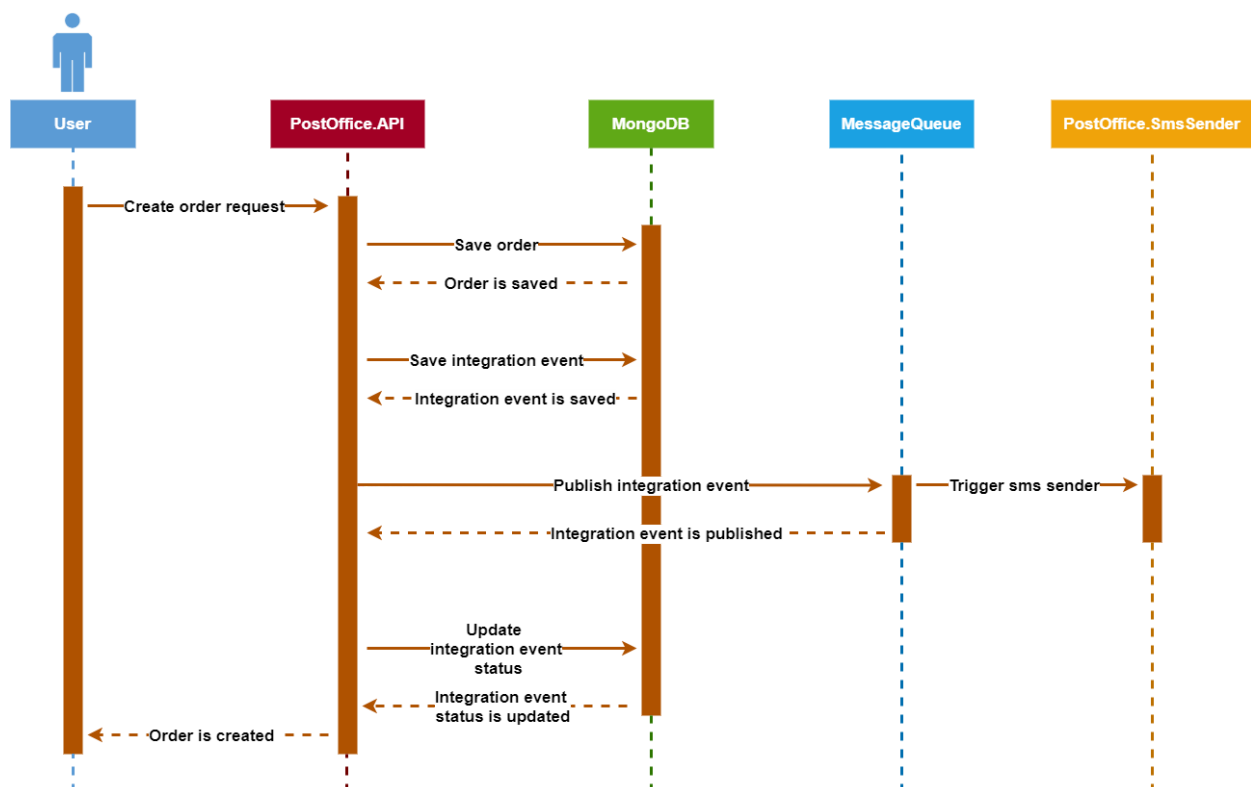 User
PostOffice.API
MongoDB
MessageQueue
PostOffice.SmsSender
Create order request
Save order
Order is saved
Save integration event
Integration event is saved
Publish integration event
Trigger sms sender
Integration event is published
Update
integration event
status
Integration event
status is updated
Order is created